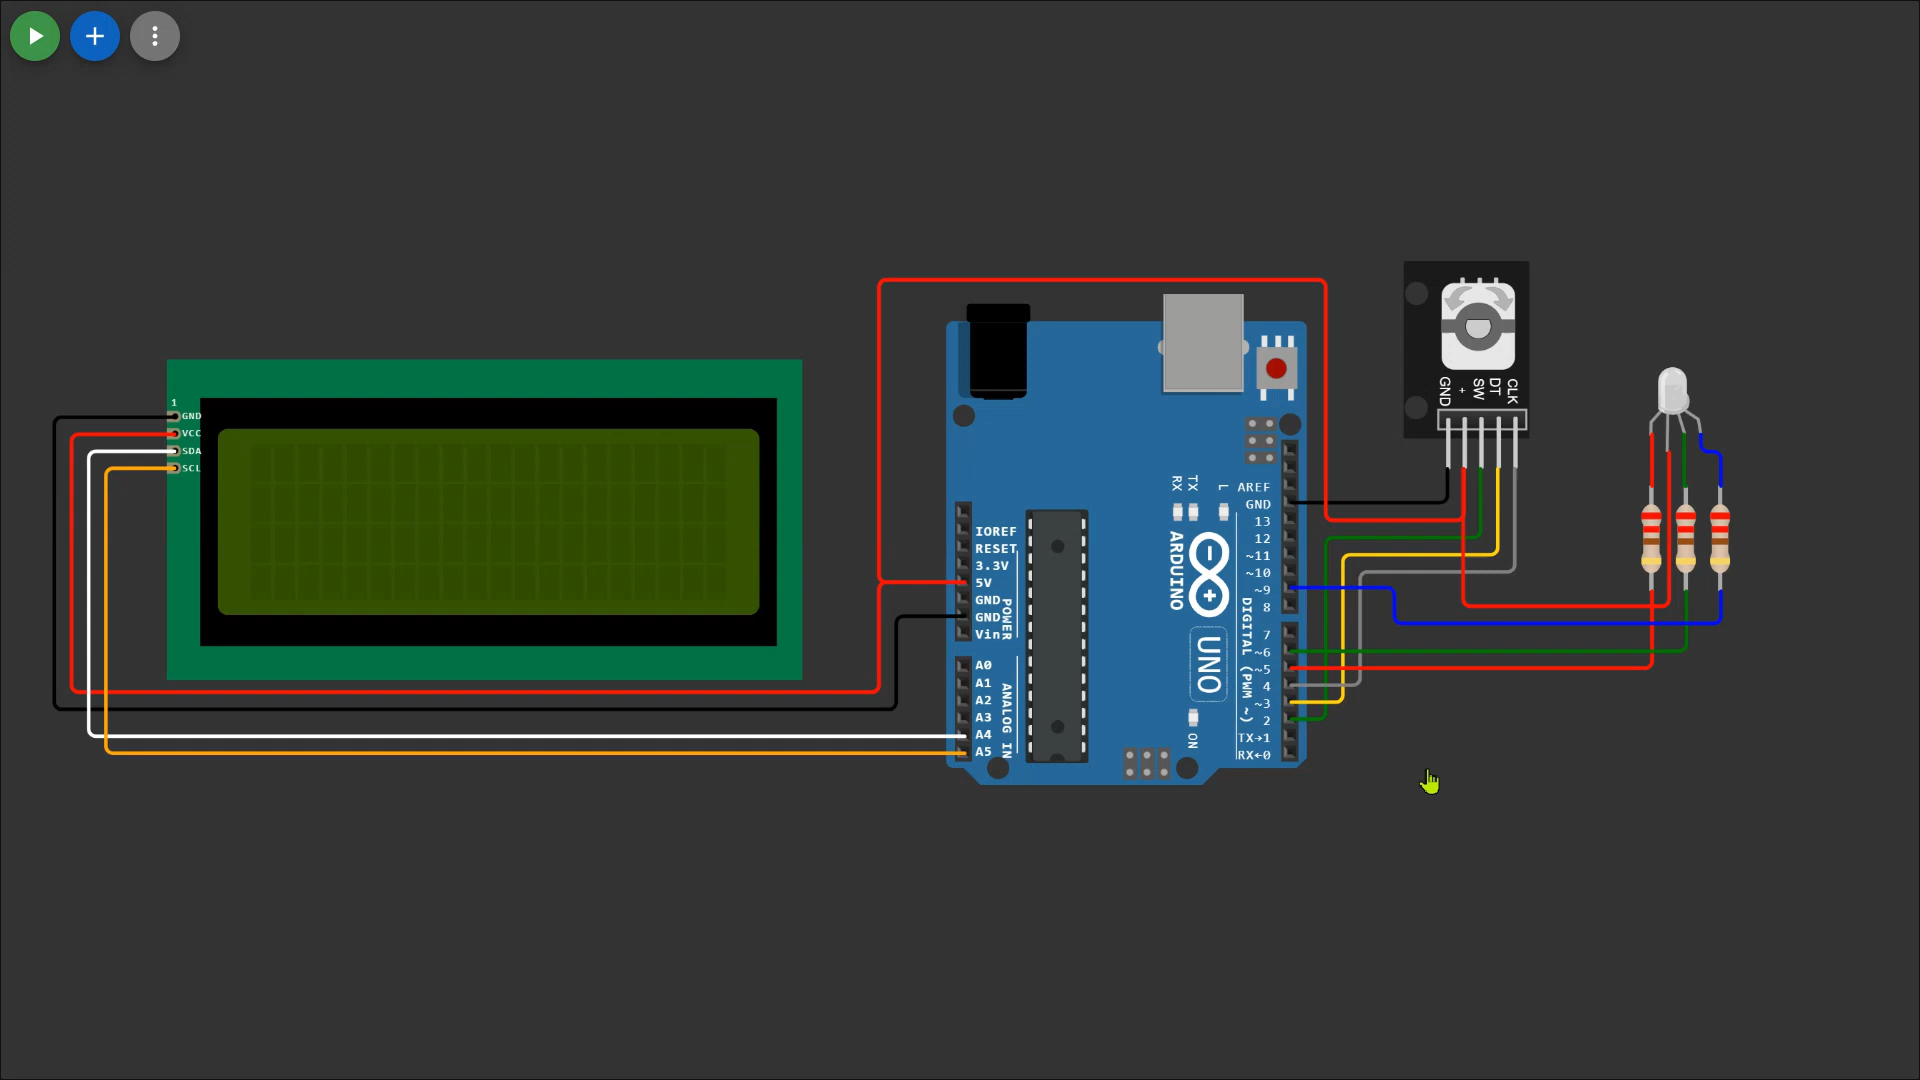 1
GND
VCC
SDA
SCL
IOREF
RESET
3.3V
5V
GND
GND
Vin
POWER
A0
A1
A2
A3
A4
A5
ANALOG IN
RX
TX
L
ARDUINO
UNO
ON
AREF
GND
13
12
~11
~10
~9
8
7
~6
~5
4
~3
2
TX→1
RX←0
DIGITAL (PWM ~)
GND
+
SW
DT
CLK